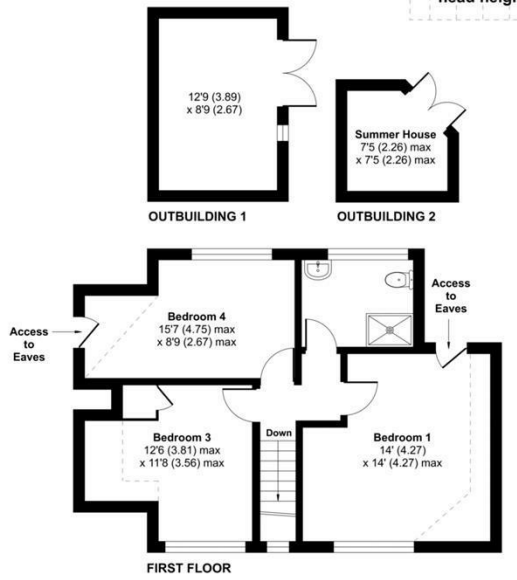 12'9 (3.89)
x 8'9 (2.67)
OUTBUILDING 1
Summer House
7'5 (2.26) max
x 7'5 (2.26) max
OUTBUILDING 2
Access
to
Eaves
Bedroom 4
15'7 (4.75) max
x 8'9 (2.67) max
Access
to
Eaves
Bedroom 3
12'6 (3.81) max
x 11'8 (3.56) max
Down
Bedroom 1
14' (4.27)
x 14' (4.27) max
FIRST FLOOR